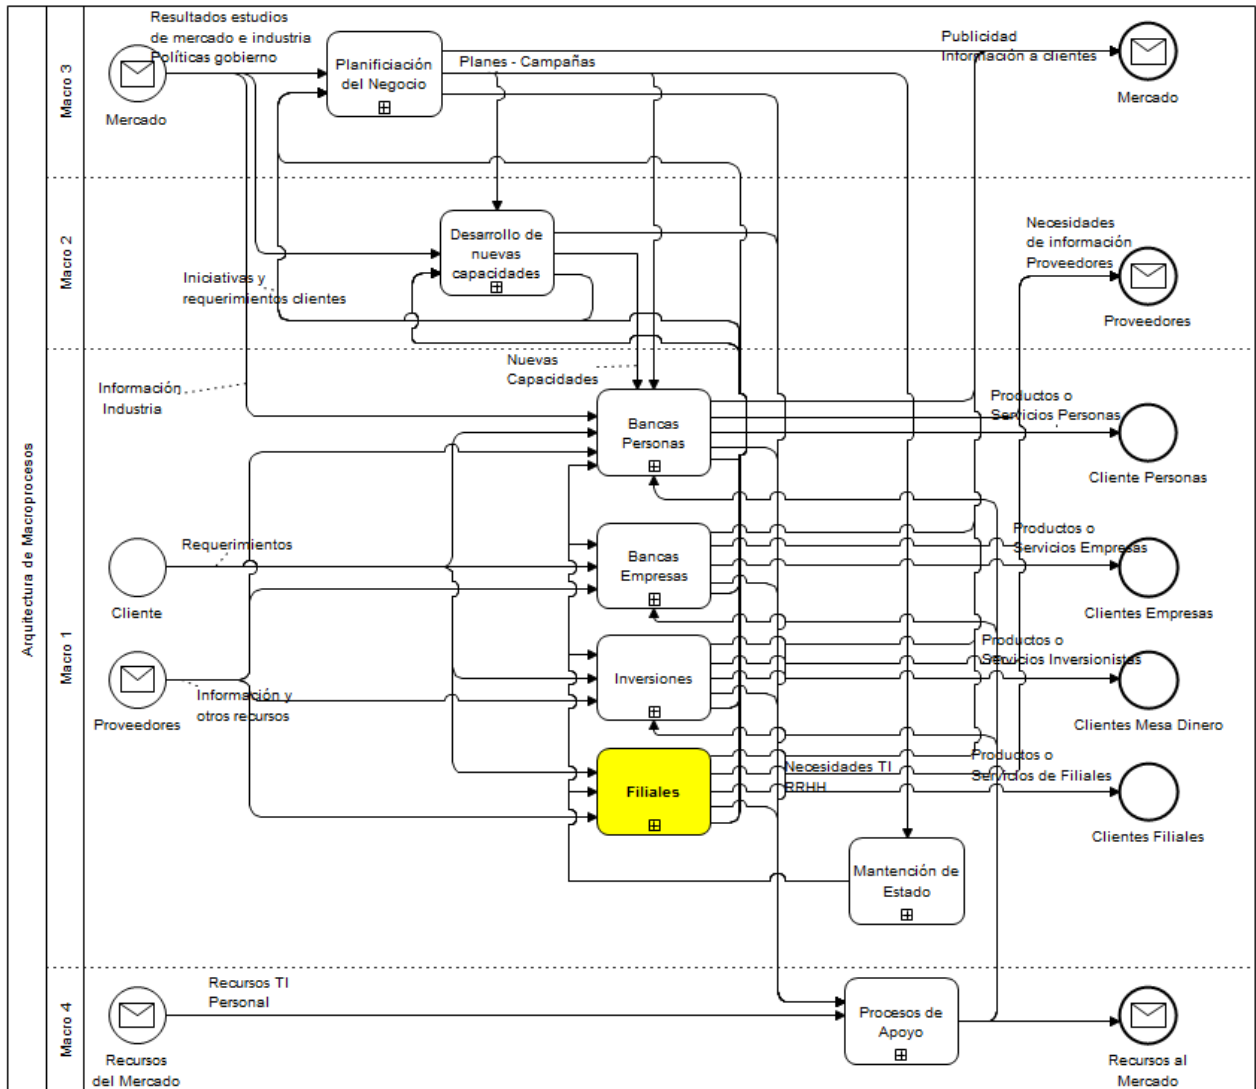 Arquitectura de Macroprocesos
Macro 3
Resultados estudios
de mercado e industria
Políticas gobierno
Mercado
Planificiación
del Negocio
Planes - Campañas
Publicidad
Información a clientes
Mercado
Macro 2
Desarrollo de
nuevas
capacidades
Iniciativas y
requerimientos clientes
Necesidades
de información
Proveedores
Proveedores
Macro 1
Información
Industria
Nuevas
Capacidades
Bancas
Personas
Productos o
Servicios Personas
Cliente Personas
Requerimientos
Cliente
Bancas
Empresas
Productos o
Servicios Empresas
Clientes Empresas
Información y
otros recursos
Proveedores
Inversiones
Productos o
Servicios Inversionistas
Clientes Mesa Dinero
Filiales
Necesidades TI
RRHH
Productos o
Servicios de Filiales
Clientes Filiales
Mantención de
Estado
Macro 4
Recursos TI
Personal
Recursos
del Mercado
Procesos de
Apoyo
Recursos al
Mercado